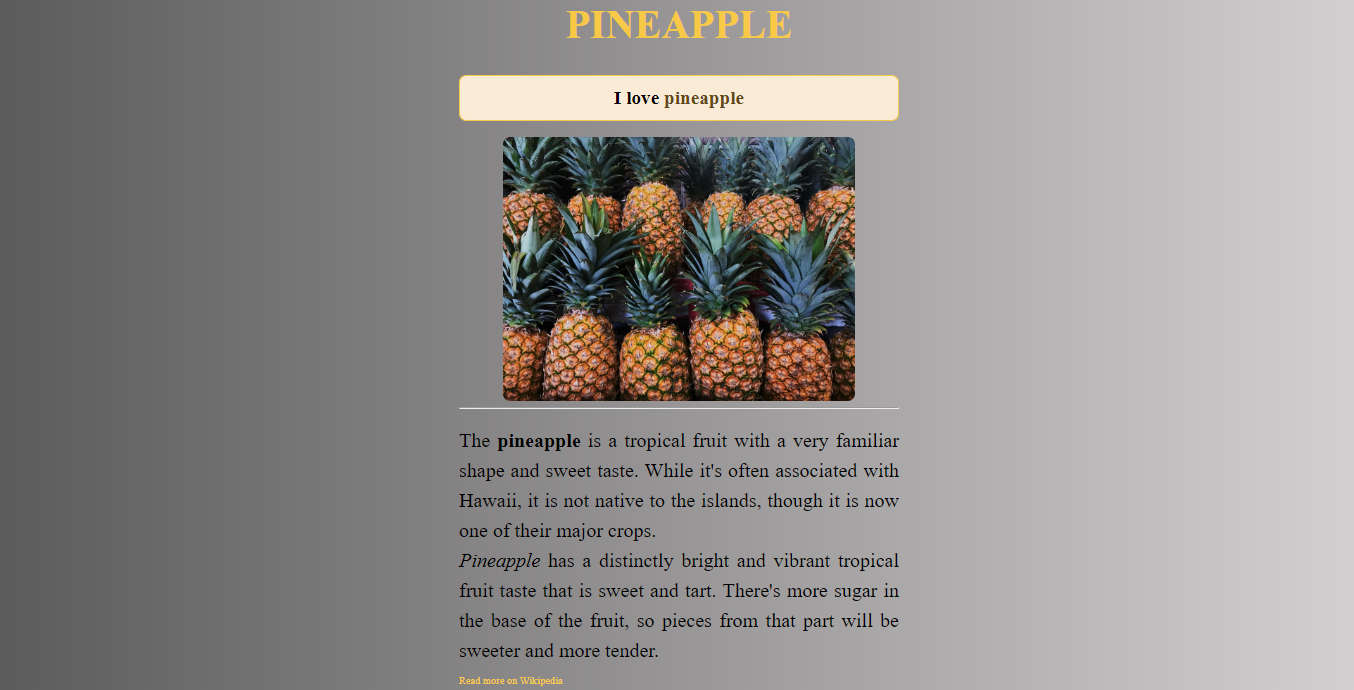 PINEAPPLE
I love pineapple
The pineapple is a tropical fruit with a very familiar
shape and sweet taste. While it's often associated with
Hawaii, it is not native to the islands, though it is now
one of their major crops.
Pineapple has a distinctly bright and vibrant tropical
fruit taste that is sweet and tart. There's more sugar in
the base of the fruit, so pieces from that part will be
sweeter and more tender.
Read more on Wikipedia